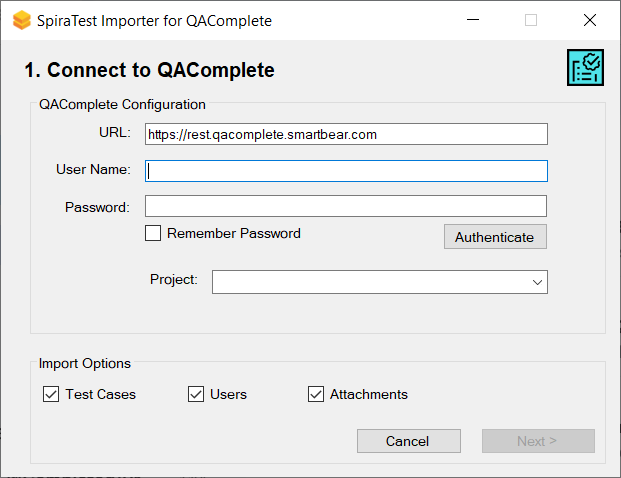 SpiraTest Importer for QAComplete
1. Connect to QAComplete
QAComplete Configuration
URL: https://rest.qacomplete.smartbear.com
User Name:
Password:
Remember Password
Authenticate
Project:
Import Options
Test Cases Users Attachments
Cancel Next >